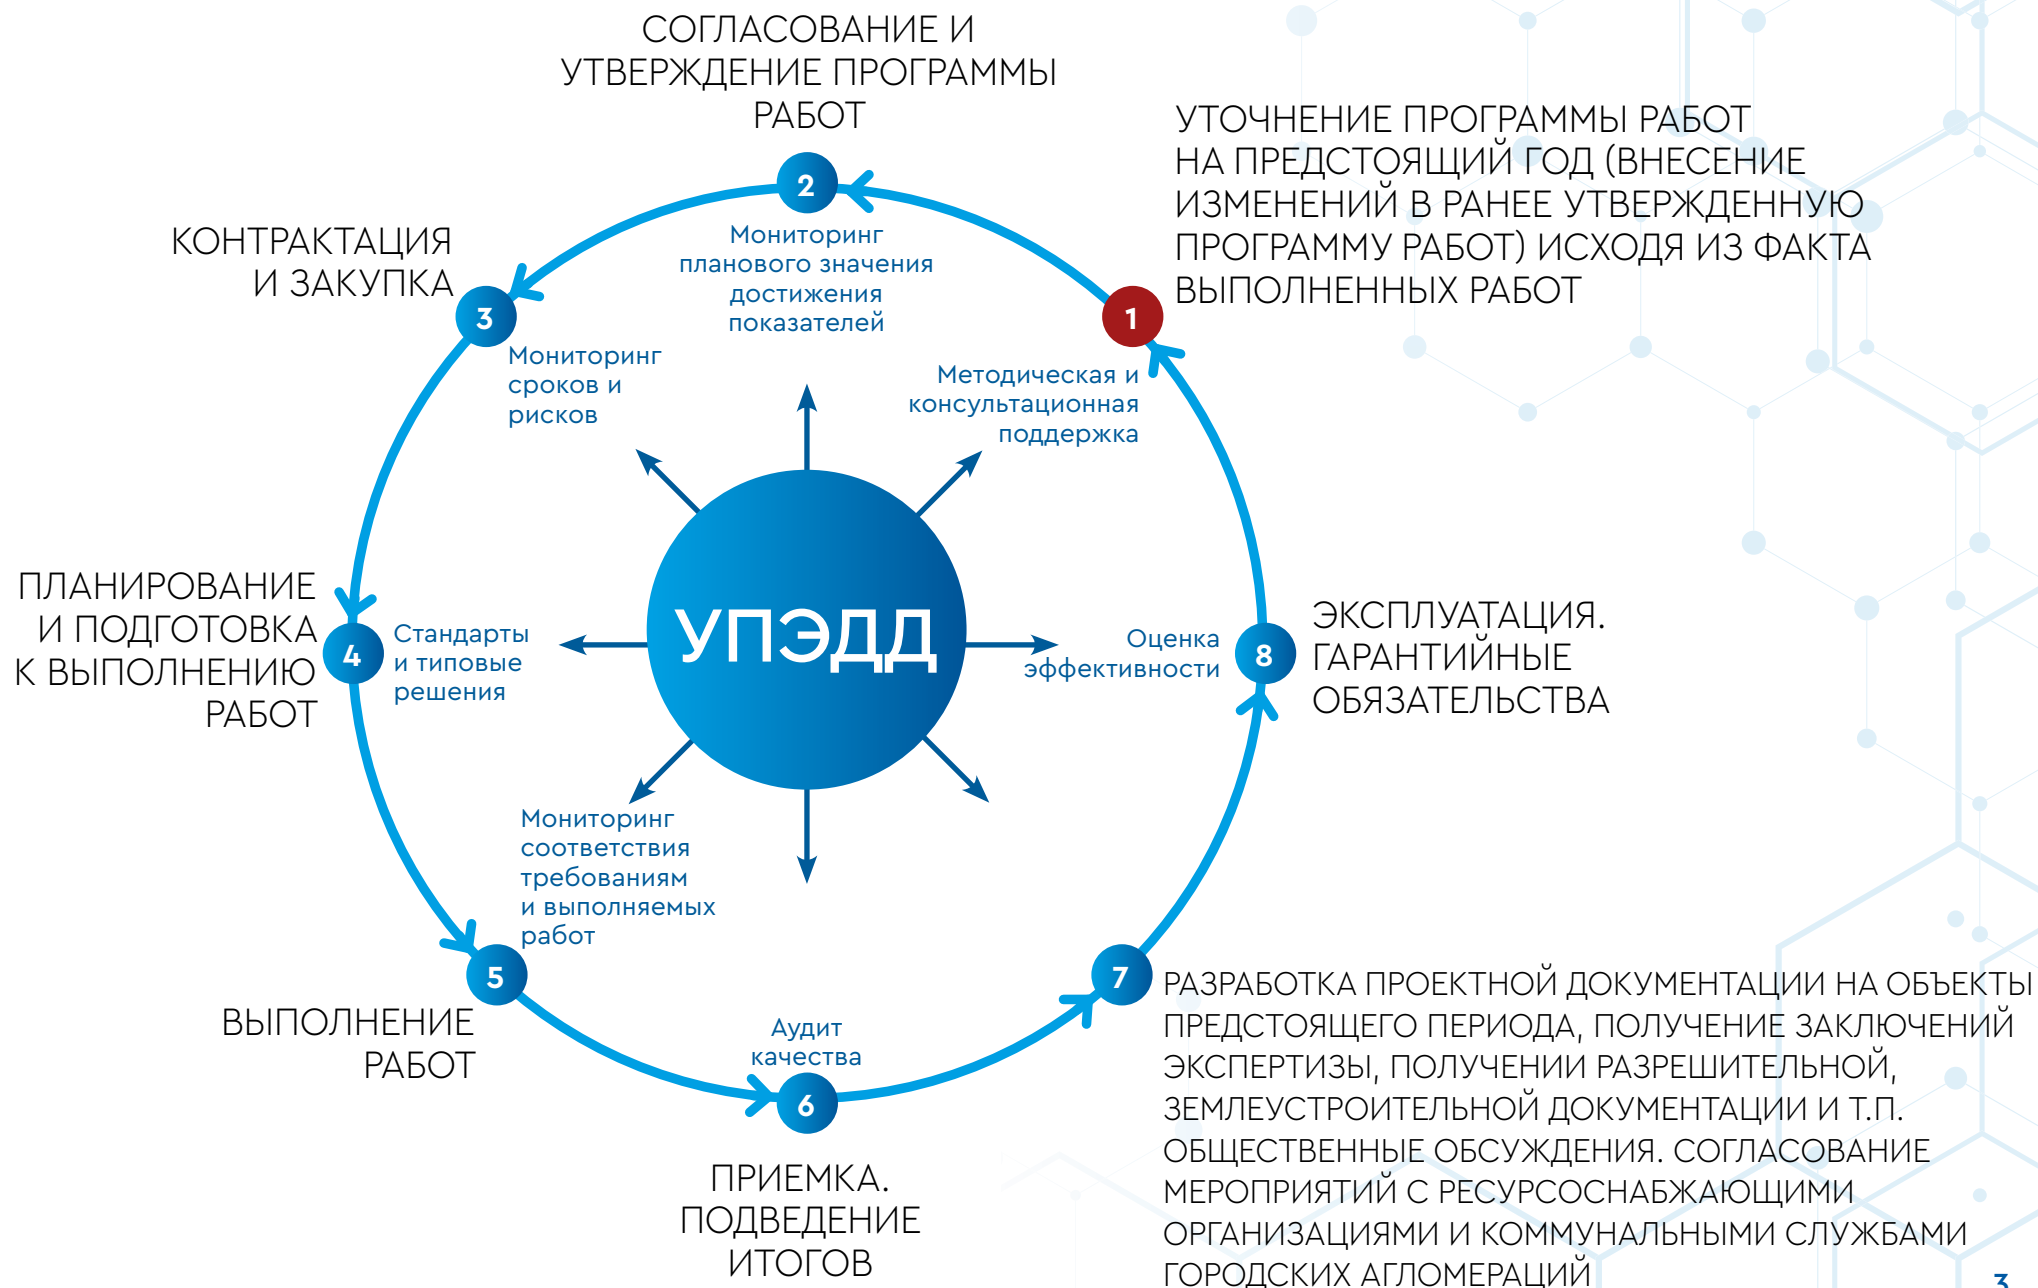 СОГЛАСОВАНИЕ И
УТВЕРЖДЕНИЕ ПРОГРАММЫ
РАБОТ
2
Мониторинг
планового значения
достижения
показателей
УТОЧНЕНИЕ ПРОГРАММЫ РАБОТ
НА ПРЕДСТОЯЩИЙ ГОД (ВНЕСЕНИЕ
ИЗМЕНЕНИЙ В РАНЕЕ УТВЕРЖДЕННУЮ
ПРОГРАММУ РАБОТ) ИСХОДЯ ИЗ ФАКТА
ВЫПОЛНЕННЫХ РАБОТ
1
Методическая и
консультационная
поддержка
КОНТРАКТАЦИЯ
И ЗАКУПКА
3
Мониторинг
сроков и
рисков
ПЛАНИРОВАНИЕ
И ПОДГОТОВКА
К ВЫПОЛНЕНИЮ
РАБОТ
4
Стандарты
и типовые
решения
УПЭДД
Оценка
эффективности
8
ЭКСПЛУАТАЦИЯ.
ГАРАНТИЙНЫЕ
ОБЯЗАТЕЛЬСТВА
Мониторинг
соответствия
требованиям
и выполняемых
работ
5
ВЫПОЛНЕНИЕ
РАБОТ
Аудит
качества
6
ПРИЕМКА.
ПОДВЕДЕНИЕ
ИТОГОВ
7
РАЗРАБОТКА ПРОЕКТНОЙ ДОКУМЕНТАЦИИ НА ОБЪЕКТЫ
ПРЕДСТОЯЩЕГО ПЕРИОДА, ПОЛУЧЕНИЕ ЗАКЛЮЧЕНИЙ
ЭКСПЕРТИЗЫ, ПОЛУЧЕНИИ РАЗРЕШИТЕЛЬНОЙ,
ЗЕМЛЕУСТРОИТЕЛЬНОЙ ДОКУМЕНТАЦИИ И Т.П.
ОБЩЕСТВЕННЫЕ ОБСУЖДЕНИЯ. СОГЛАСОВАНИЕ
МЕРОПРИЯТИЙ С РЕСУРСОСНАБЖАЮЩИМИ
ОРГАНИЗАЦИЯМИ И КОММУНАЛЬНЫМИ СЛУЖБАМИ
ГОРОДСКИХ АГЛОМЕРАЦИЙ
3